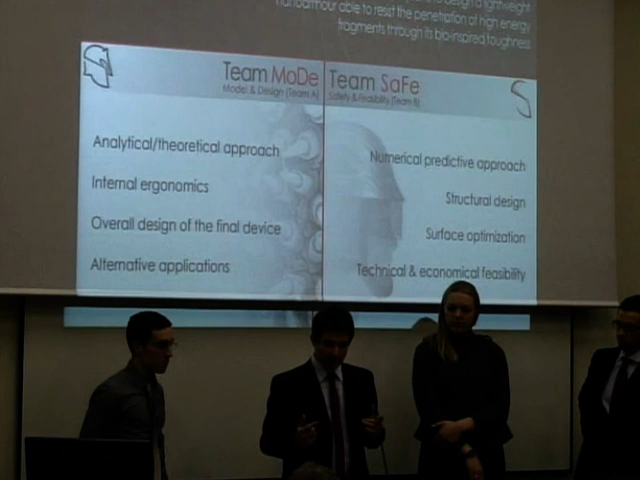 to design a lightweight
nanoarmour able to resist the penetration of high energy
fragments through its bio-inspired toughness
Team MoDe
Model & Design (Team A)
Analytical/theoretical approach
Internal ergonomics
Overall design of the final device
Alternative applications
Team SaFe
Safety & Feasibility (Team B)
Numerical predictive approach
Structural design
Surface optimization
Technical & economical feasibility